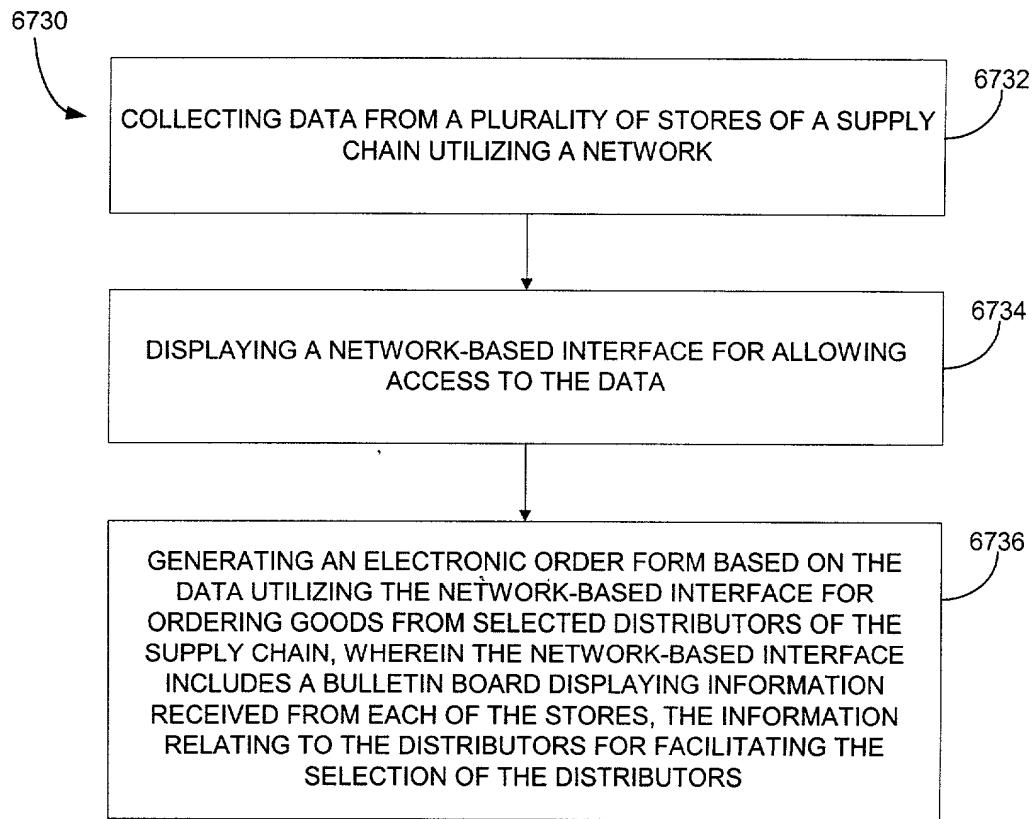 6730
6732
COLLECTING DATA FROM A PLURALITY OF STORES OF A SUPPLY
CHAIN UTILIZING A NETWORK
6734
DISPLAYING A NETWORK-BASED INTERFACE FOR ALLOWING
ACCESS TO THE DATA
6736
GENERATING AN ELECTRONIC ORDER FORM BASED ON THE
DATA UTILIZING THE NETWORK-BASED INTERFACE FOR
ORDERING GOODS FROM SELECTED DISTRIBUTORS OF THE
SUPPLY CHAIN, WHEREIN THE NETWORK-BASED INTERFACE
INCLUDES A BULLETIN BOARD DISPLAYING INFORMATION
RECEIVED FROM EACH OF THE STORES, THE INFORMATION
RELATING TO THE DISTRIBUTORS FOR FACILITATING THE
SELECTION OF THE DISTRIBUTORS